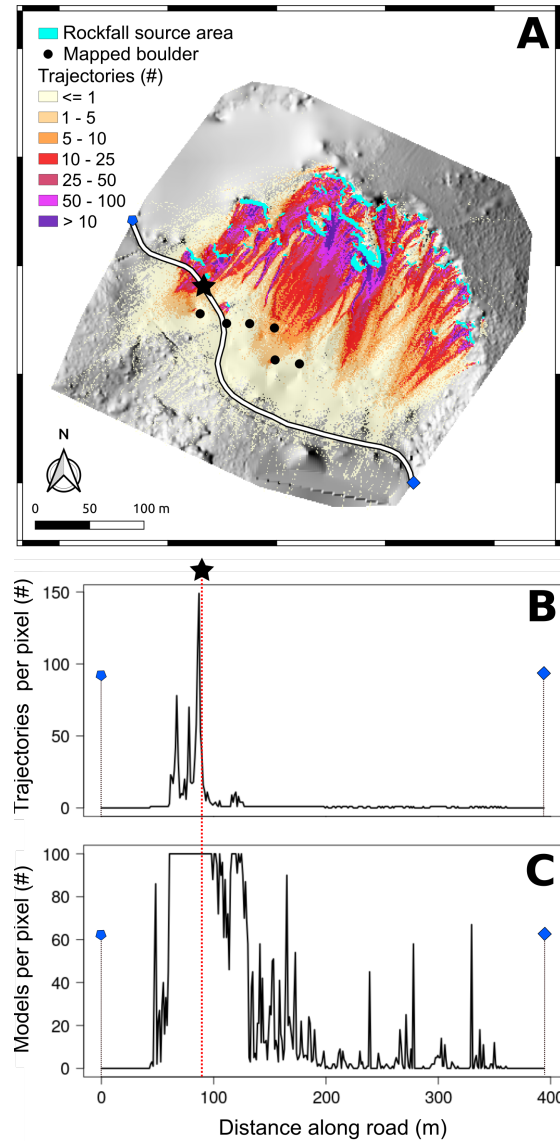 A
Rockfall source area
Mapped boulder
Trajectories (#)
<= 1
1 - 5
5 - 10
10 - 25
25 - 50
50 - 100
> 10
N
0 50 100 m
B
Trajectories per pixel (#)
150
100
50
0
C
Models per pixel (#)
100
80
60
40
20
0
0 100 200 300 400
Distance along road (m)